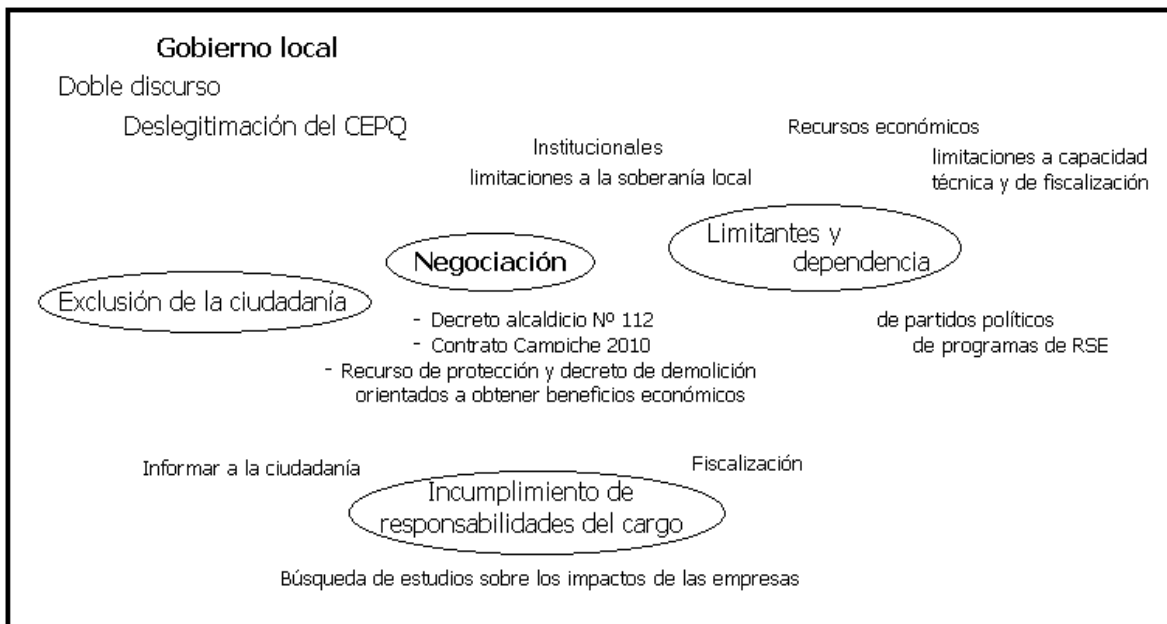 Gobierno local
Doble discurso
Deslegitimación del CEPQ
Recursos económicos
Institucionales
limitaciones a capacidad
técnica y de fiscalización
limitaciones a la soberanía local
Limitantes y
dependencia
Negociación
Exclusión de la ciudadanía
- Decreto alcaldicio Nº 112
- Contrato Campiche 2010
- Recurso de protección y decreto de demolición
orientados a obtener beneficios económicos
de partidos políticos
de programas de RSE
Informar a la ciudadanía
Fiscalización
Incumplimiento de
responsabilidades del cargo
Búsqueda de estudios sobre los impactos de las empresas